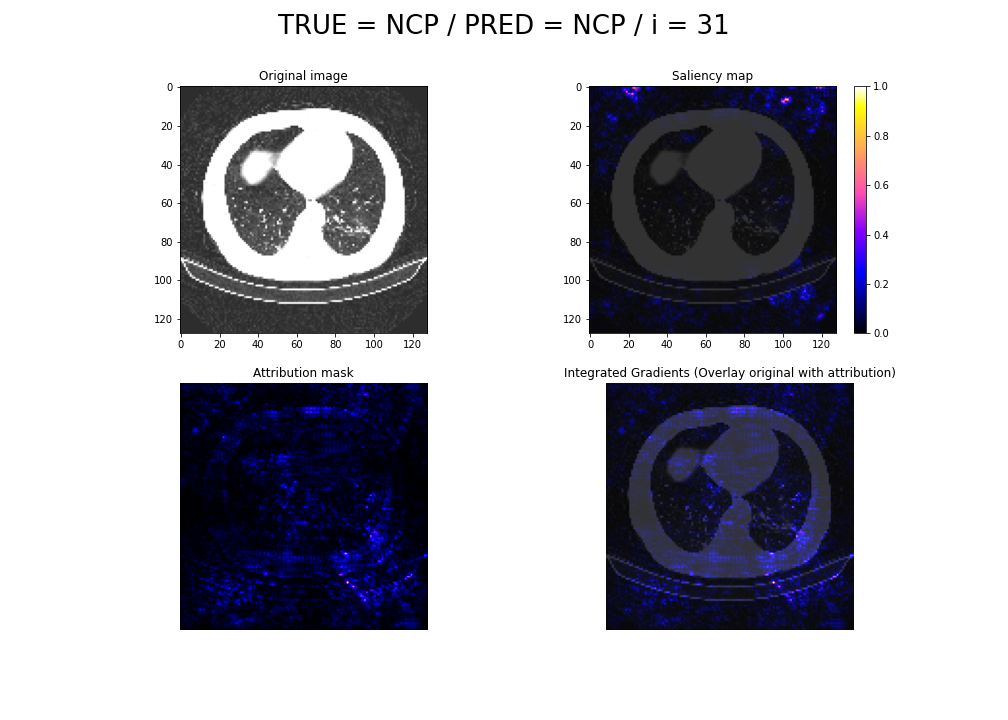 TRUE = NCP / PRED = NCP / i = 31
Original image
0
20
40
60
80
100
120
0 20 40 60 80 100 120
Saliency map
0
20
40
60
80
100
120
0 20 40 60 80 100 120
1.0
0.8
0.6
0.4
0.2
0.0
Attribution mask
Integrated Gradients (Overlay original with attribution)